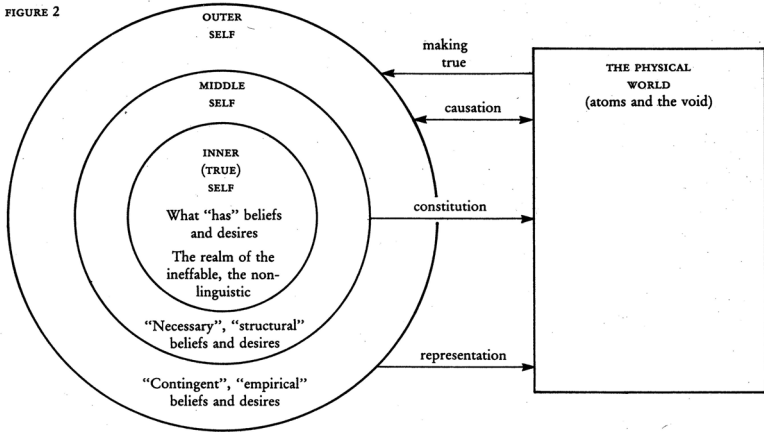 FIGURE 2
OUTER
SELF
MIDDLE
SELF
INNER
(TRUE)
SELF
What "has" beliefs
and desires
The realm of the
ineffable, the non-
linguistic
"Necessary", "structural"
beliefs and desires
"Contingent", "empirical"
beliefs and desires
making
true
causation
constitution
representation
THE PHYSICAL
WORLD
(atoms and the void)